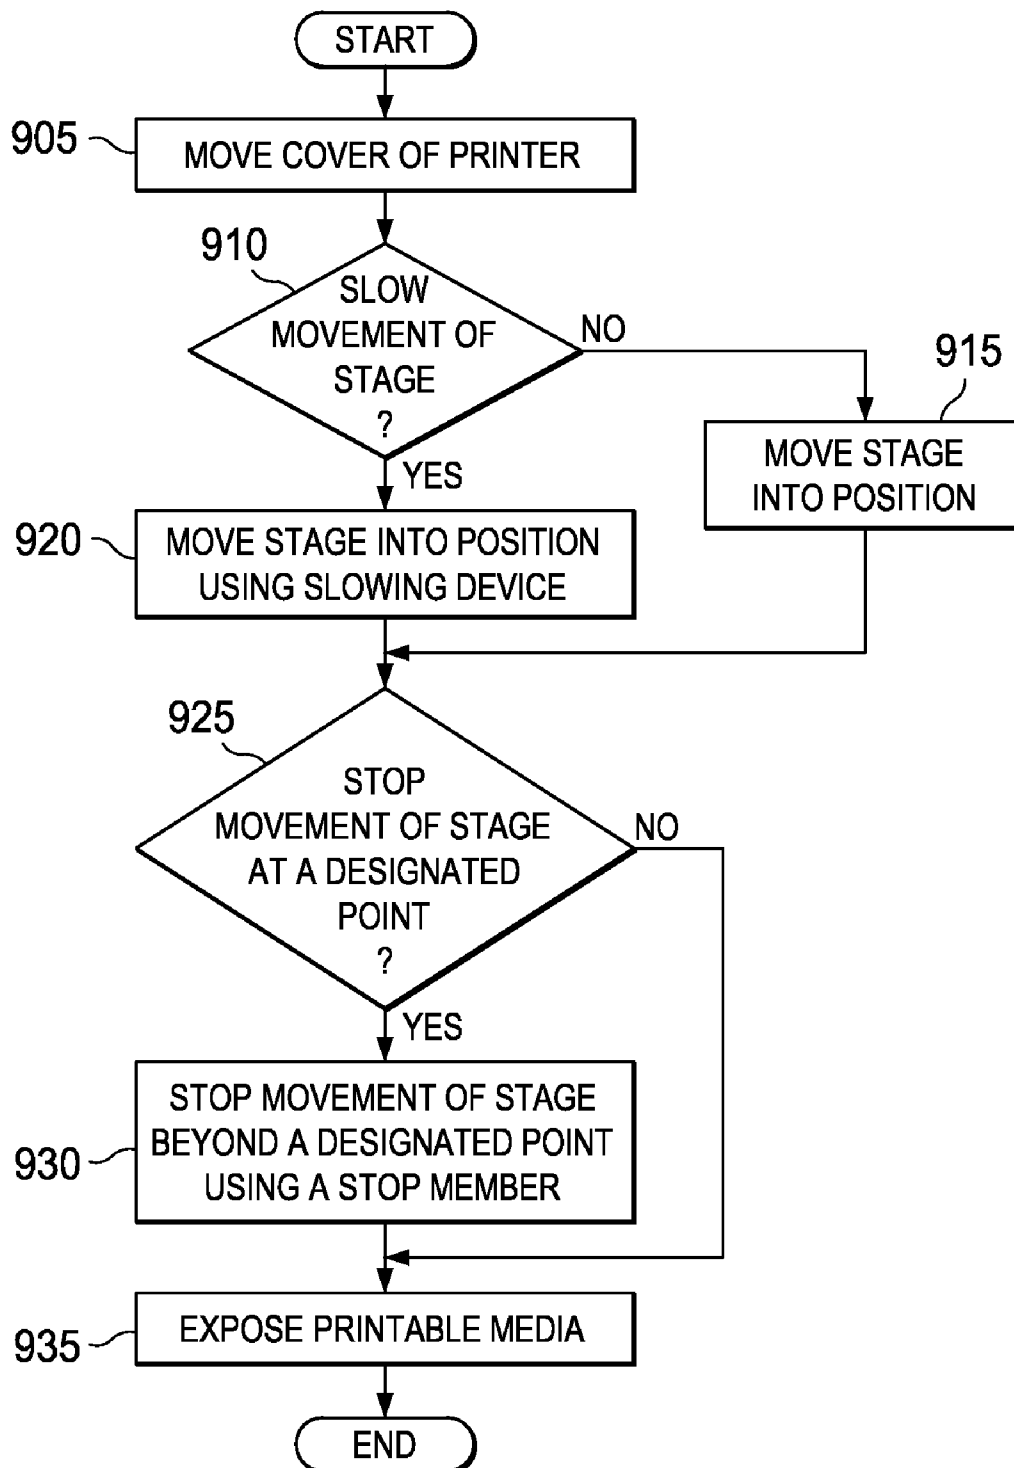 START
905
MOVE COVER OF PRINTER
910
SLOW
MOVEMENT OF
STAGE
?
NO
915
MOVE STAGE
INTO POSITION
YES
920
MOVE STAGE INTO POSITION
USING SLOWING DEVICE
925
STOP
MOVEMENT OF STAGE
AT A DESIGNATED
POINT
?
NO
YES
930
STOP MOVEMENT OF STAGE
BEYOND A DESIGNATED POINT
USING A STOP MEMBER
935
EXPOSE PRINTABLE MEDIA
END